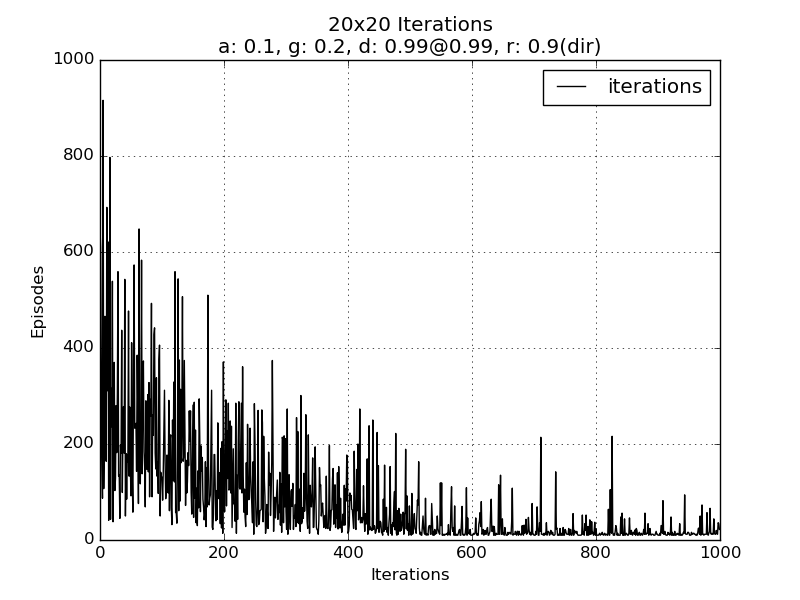 20x20 Iterations
a: 0.1, g: 0.2, d: 0.99@0.99, r: 0.9(dir)
1000
iterations
800
600
Episodes
400
200
0
0 200 400 600 800 1000
Iterations